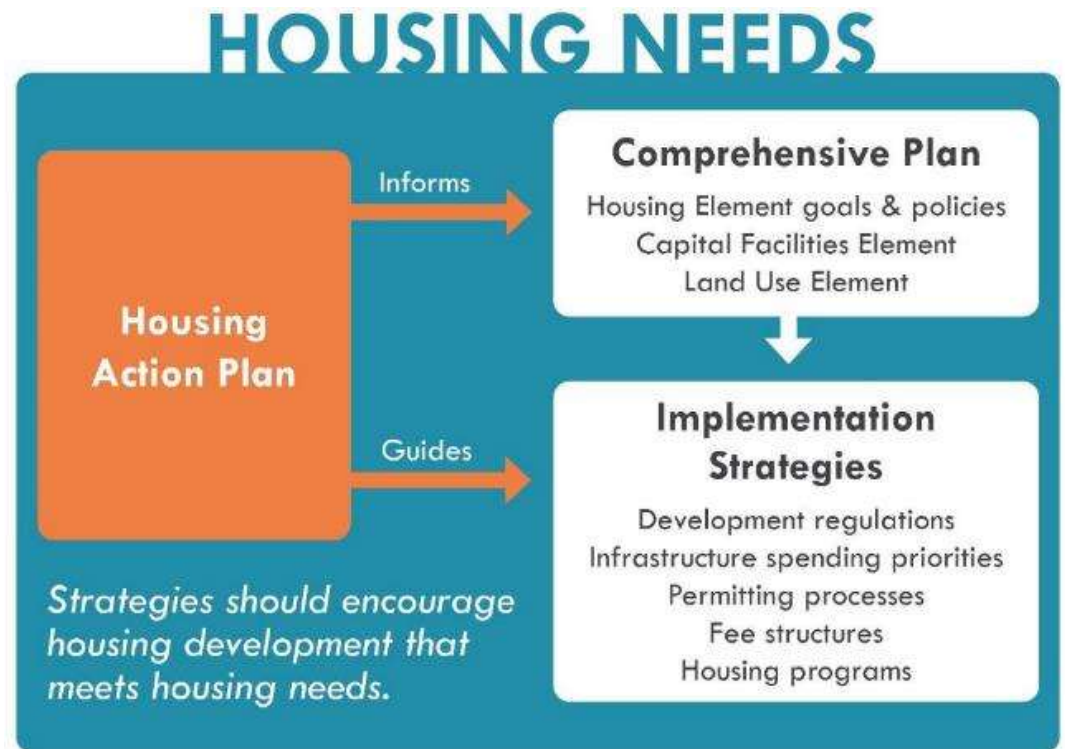 HOUSING NEEDS
Housing
Action Plan
Informs
Comprehensive Plan
Housing Element goals & policies
Capital Facilities Element
Land Use Element
Guides
Implementation
Strategies
Development regulations
Infrastructure spending priorities
Permitting processes
Fee structures
Housing programs
Strategies should encourage
housing development that
meets housing needs.